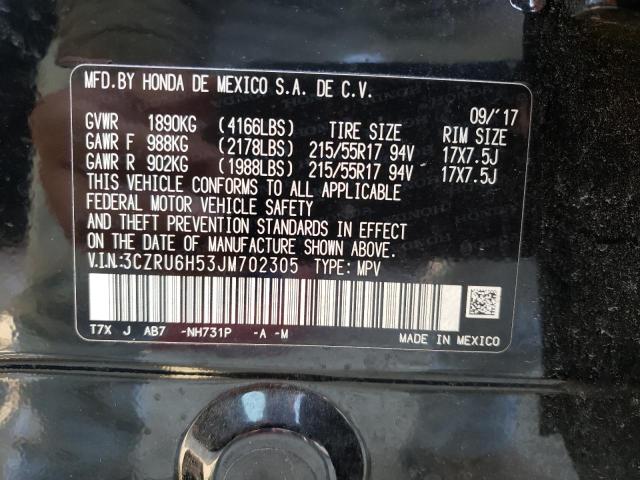 MFD.BY HONDA DE MEXICO S.A. DE C.V.
09/'17
GVWR 1890KG (4166LBS) TIRE SIZE RIM SIZE
GAWR F 988KG (2178LBS) 215/55R17 94V 17X7.5J
GAWR R 902KG (1988LBS) 215/55R17 94V 17X7.5J
THIS VEHICLE CONFORMS TO ALL APPLICABLE
FEDERAL MOTOR VEHICLE SAFETY
AND THEFT PREVENTION STANDARDS IN EFFECT
ON THE DATE OF MANUFACTURE SHOWN ABOVE.
V.I.N.:3CZRU6H53JM702305 TYPE: MPV
T7X J AB7 -NH731P -A -M
MADE IN MEXICO